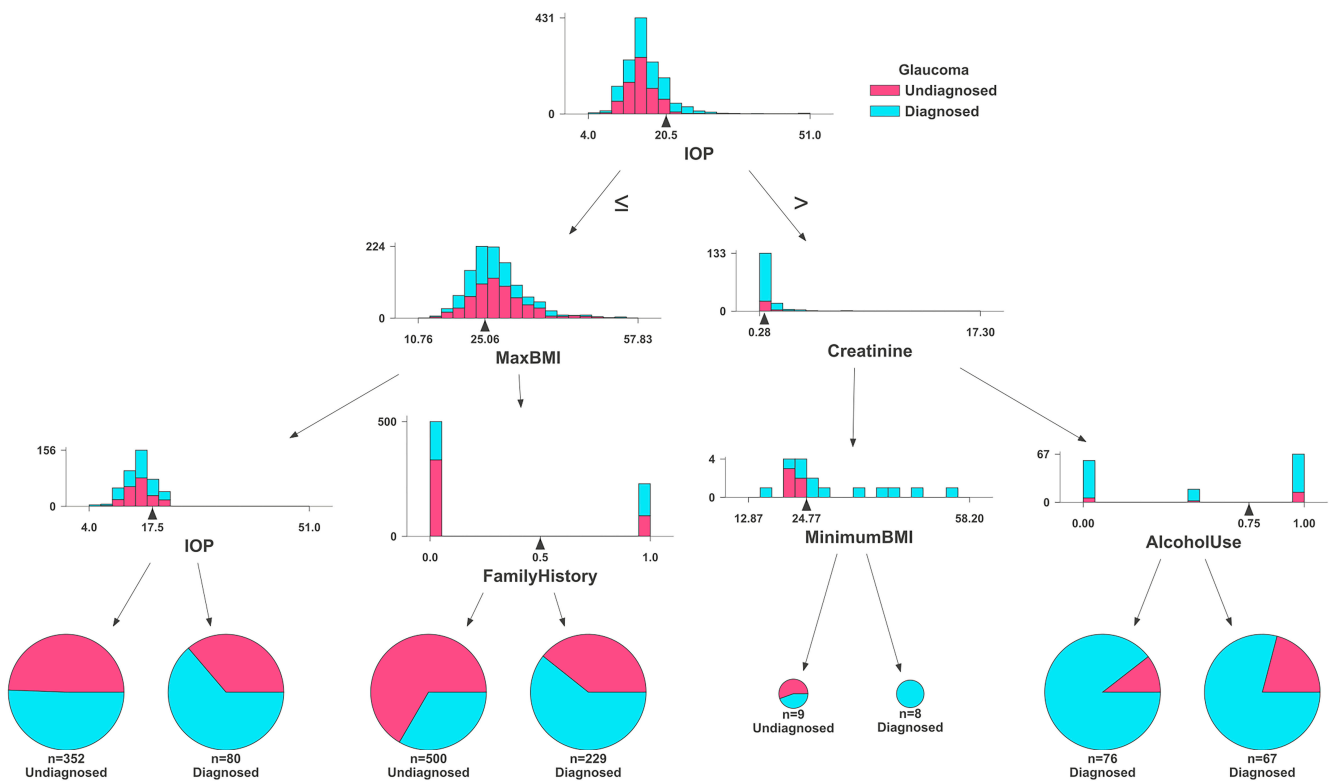 431
0
4.0
20.5
51.0
IOP
Glaucoma
Undiagnosed
Diagnosed
≤
>
224
0
10.76
25.06
57.83
MaxBMI
133
0
0.28
17.30
Creatinine
156
0
4.0
17.5
51.0
IOP
500
0
0.0
0.5
1.0
FamilyHistory
4
0
12.87
24.77
58.20
MinimumBMI
67
0
0.00
0.75
1.00
AlcoholUse
n=352
Undiagnosed
n=80
Diagnosed
n=500
Undiagnosed
n=229
Diagnosed
n=9
Undiagnosed
n=8
Diagnosed
n=76
Diagnosed
n=67
Diagnosed